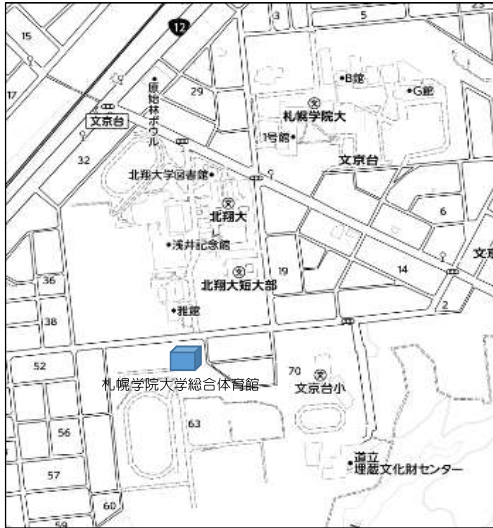 15
12
3
5
23
17
原始林ボウル
29
B館
G館
札幌学院大
文京台
1号館
文京台
32
北翔大学図書館
北翔大
6
浅井記念館
19
14
文
北翔大短大部
36
2
38
雅館
52
70
札幌学院大学総合体育館
文京台小
63
56
57
道立
埋蔵文化財センター
60
59